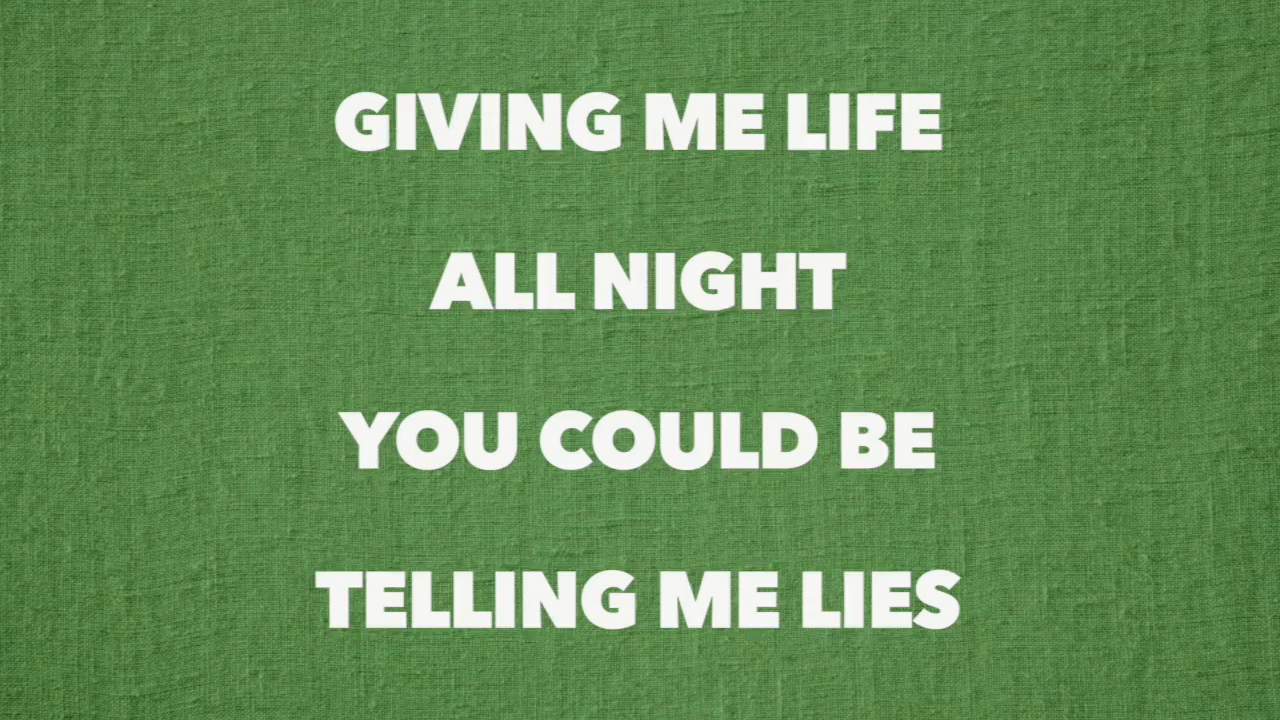 GIVING ME LIFE
ALL NIGHT
YOU COULD BE
TELLING ME LIES